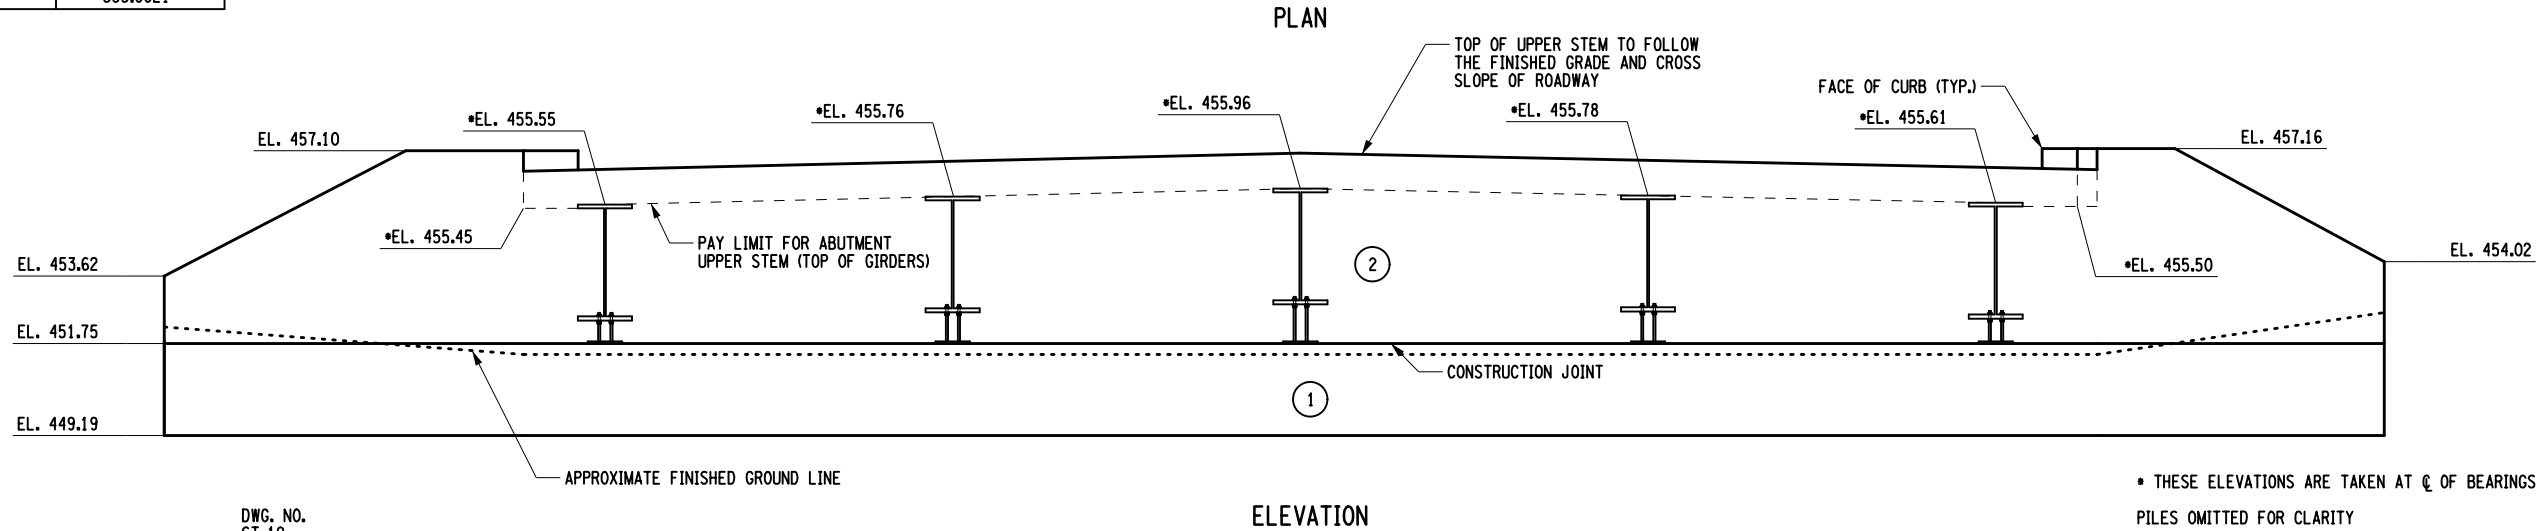 PLAN
TOP OF UPPER STEM TO FOLLOW
THE FINISHED GRADE AND CROSS
SLOPE OF ROADWAY
FACE OF CURB (TYP.)
*EL. 455.96
*EL. 455.76
*EL. 455.78
*EL. 455.55
*EL. 455.61
EL. 457.10
EL. 457.16
*EL. 455.45
PAY LIMIT FOR ABUTMENT
UPPER STEM (TOP OF GIRDERS)
2
*EL. 455.50
EL. 454.02
EL. 453.62
EL. 451.75
CONSTRUCTION JOINT
1
EL. 449.19
APPROXIMATE FINISHED GROUND LINE
* THESE ELEVATIONS ARE TAKEN AT ℄ OF BEARINGS
PILES OMITTED FOR CLARITY
DWG. NO.
ELEVATION